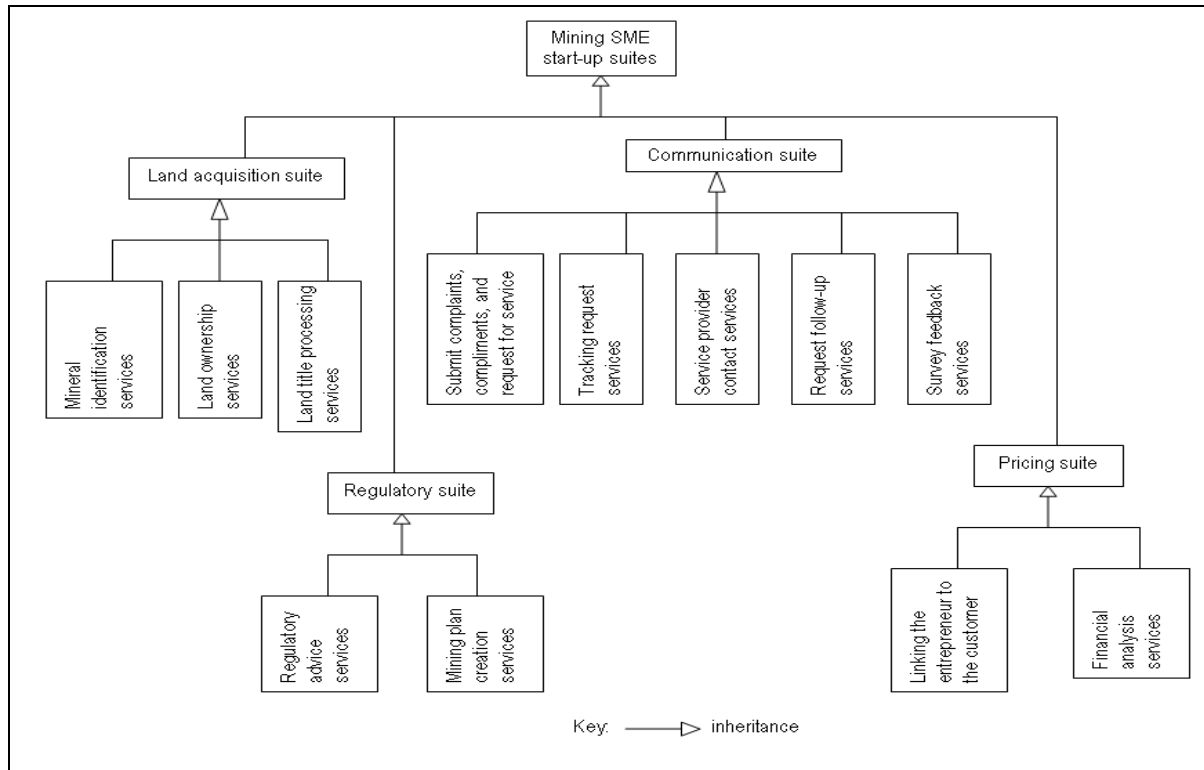 Mining SME
start-up suites
Land acquisition suite
Communication suite
Mineral
identification
services
Land ownership
services
Land title processing
services
Submit complaints,
compliments, and
request for service
Tracking request
services
Service provider
contact services
Request follow-up
services
Survey feedback
services
Regulatory suite
Pricing suite
Regulatory
advice
services
Mining plan
creation
services
Linking the
entrepreneur to
the customer
Financial
analysis
services
Key:
inheritance